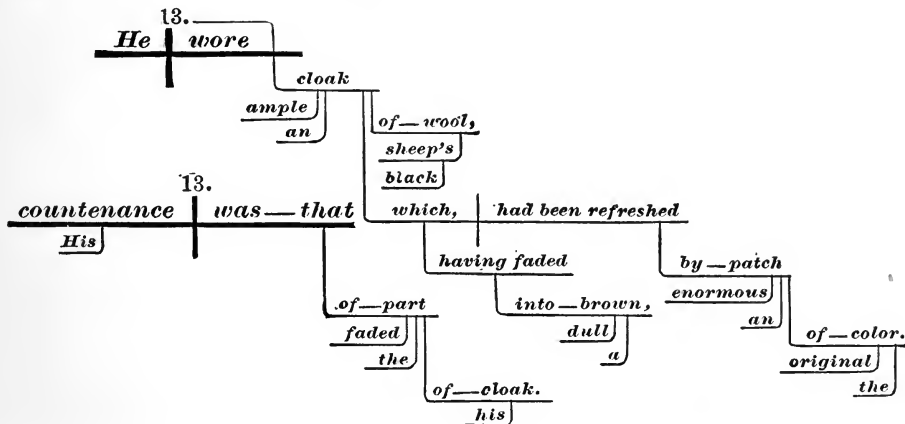 13.
He wore
cloak
ample
an
of—wool,
sheep's
black
13.
countenance was—that
which, had been refreshed
His
having faded
by—patch
enormous
into—brown,
an
of—part
dull
faded
a
the
of—color.
original
the
of—cloak.
his